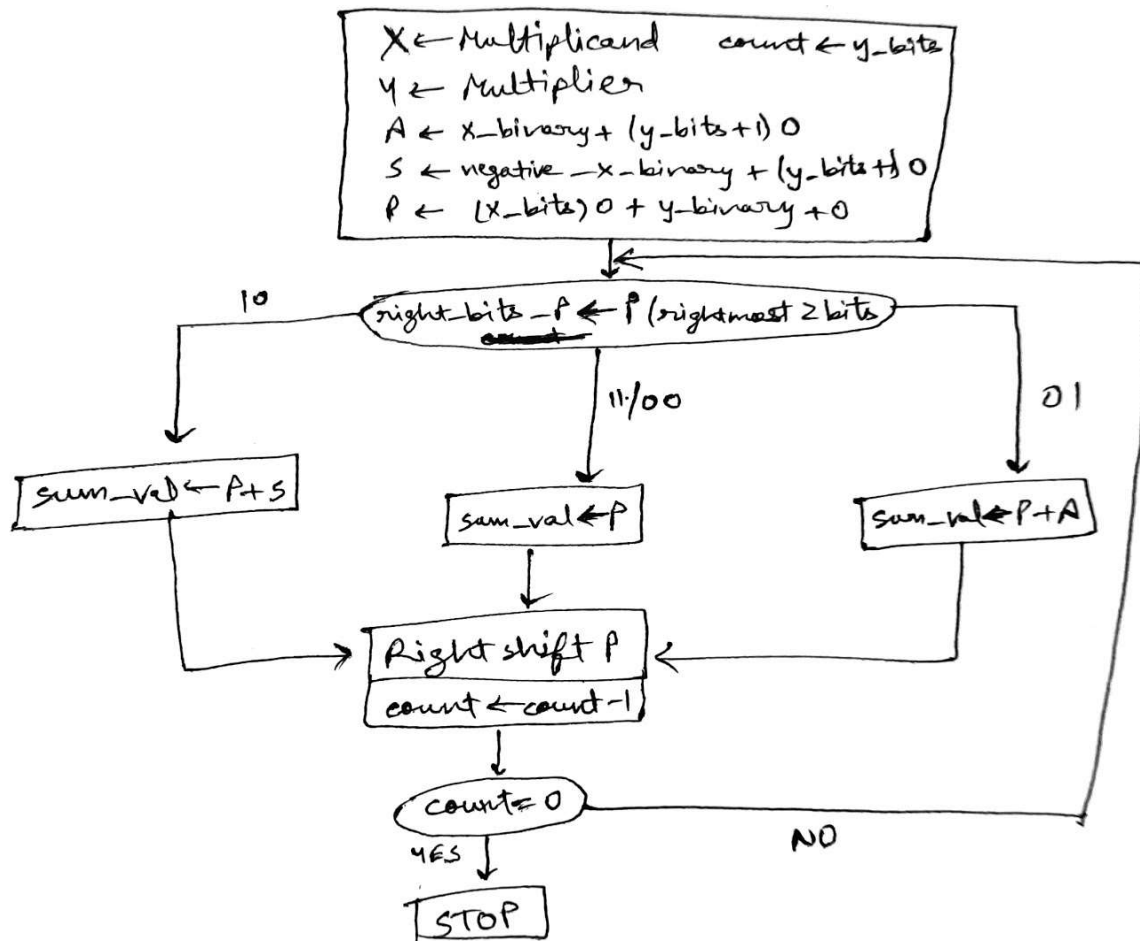 X ← Multiplicand count ← y_bits
Y ← Multiplier
A ← x_binary + (y_bits+1) 0
S ← negative _x_binary + (y_bits+1) 0
P ← (x_bits) 0 + y_binary + 0
10
right_bits_P ← P (rightmost 2 bits
11/00
01
sum_val ← P+S
sum_val ← P
sum_val ← P+A
Right shift P
count ← count -1
count = 0
NO
YES
STOP